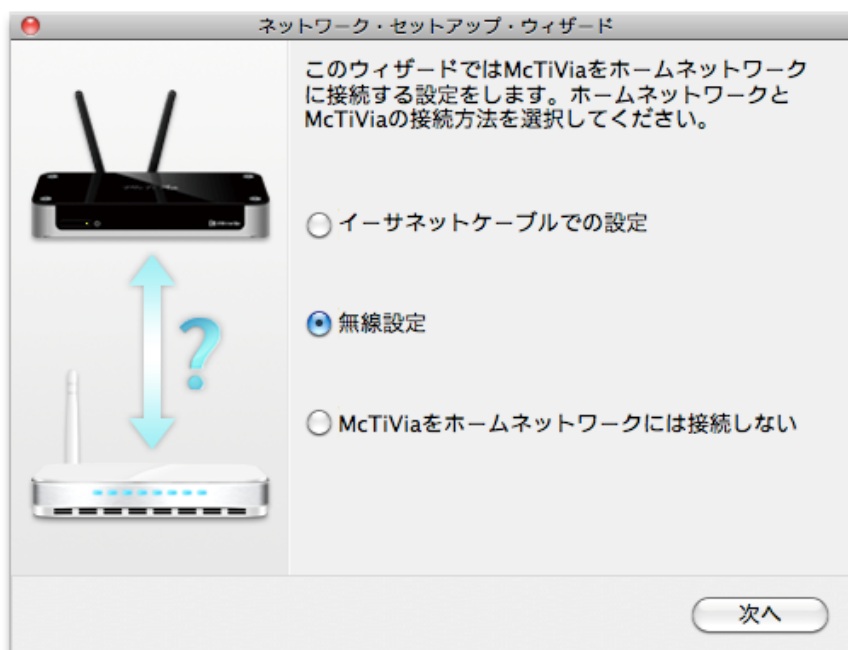 ネットワーク・セットアップ・ウィザード
このウィザードではMcTiViaをホームネットワーク
に接続する設定をします。ホームネットワークと
McTiViaの接続方法を選択してください。
イーサネットケーブルでの設定
無線設定
McTiViaをホームネットワークには接続しない
次へ